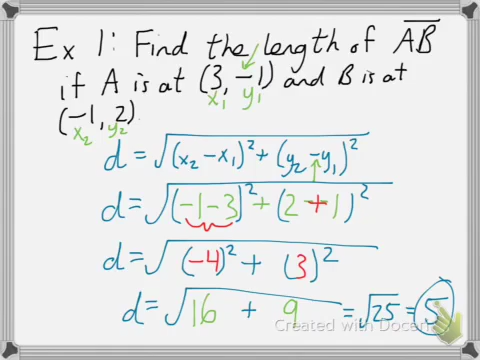 Ex 1: Find the length of AB
if A is at (3, -1) and B is at
x₁ y₁
(-1, 2)
x₂ y₂
d = √(x₂ - x₁)² + (y₂ - y₁)²
d = √(-1 - 3)² + (2 + 1)²
d = √(-4)² + (3)²
d = √16 + 9 = √25 = 5
Created with Doceri